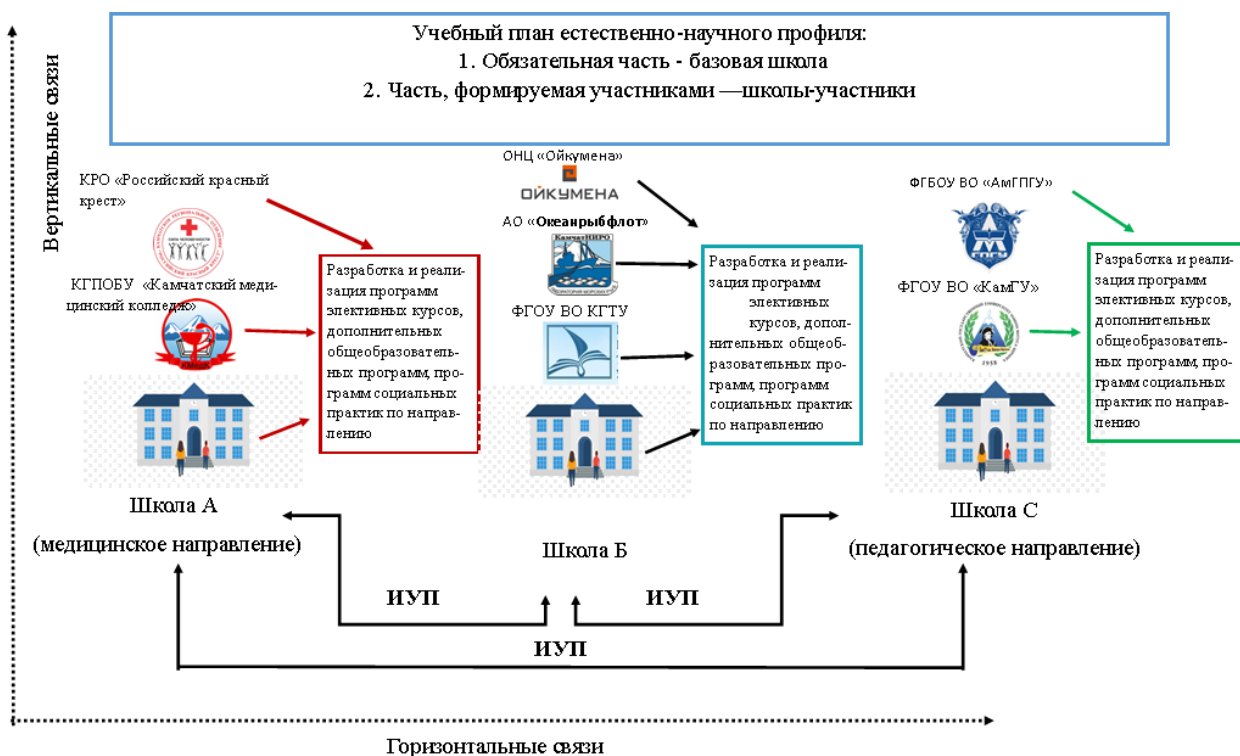 Учебный план естественно-научного профиля:
1. Обязательная часть - базовая школа
2. Часть, формируемая участниками —школы-участники
Вертикальные связи
КРО «Российский красный
крест»
КГПОБУ «Камчатский меди-
цинский колледж»
Разработка и реали-
зация программ
элективных курсов,
дополнительных
общеобразователь-
ных программ, про-
грамм социальных
практик по направ-
лению
Школа А
(медицинское направление)
ОНЦ «Ойкумена»
ОЙКУМЕНА
АО «Океанрыбфлот»
КамчатНИРО
ФГОУ ВО КГТУ
Разработка и реали-
зация программ
элективных
курсов, допол-
нительных общеоб-
разовательных про-
грамм, программ
социальных практик
по направлению
Школа Б
ФГБОУ ВО «АмГПГУ»
ФГОУ ВО «КамГУ»
1958
Разработка и реали-
зация программ
элективных курсов,
дополнительных
общеобразователь-
ных программ, про-
грамм социальных
практик по направ-
лению
Школа С
(педагогическое направление)
ИУП
ИУП
ИУП
Горизонтальные связи